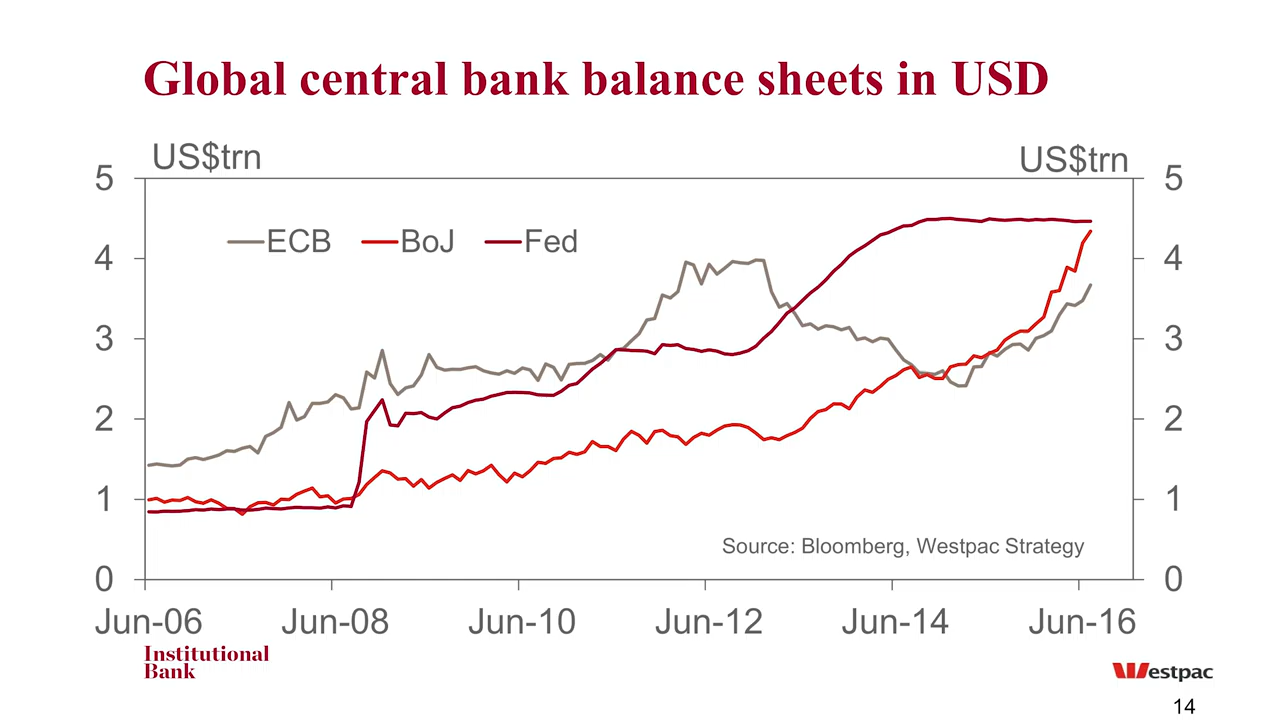 Global central bank balance sheets in USD
US$trn US$trn
5 5
ECB BoJ Fed
4 4
3 3
2 2
1 1
Source: Bloomberg, Westpac Strategy
0 0
Jun-06 Jun-08 Jun-10 Jun-12 Jun-14 Jun-16
Institutional
Bank
Westpac
14